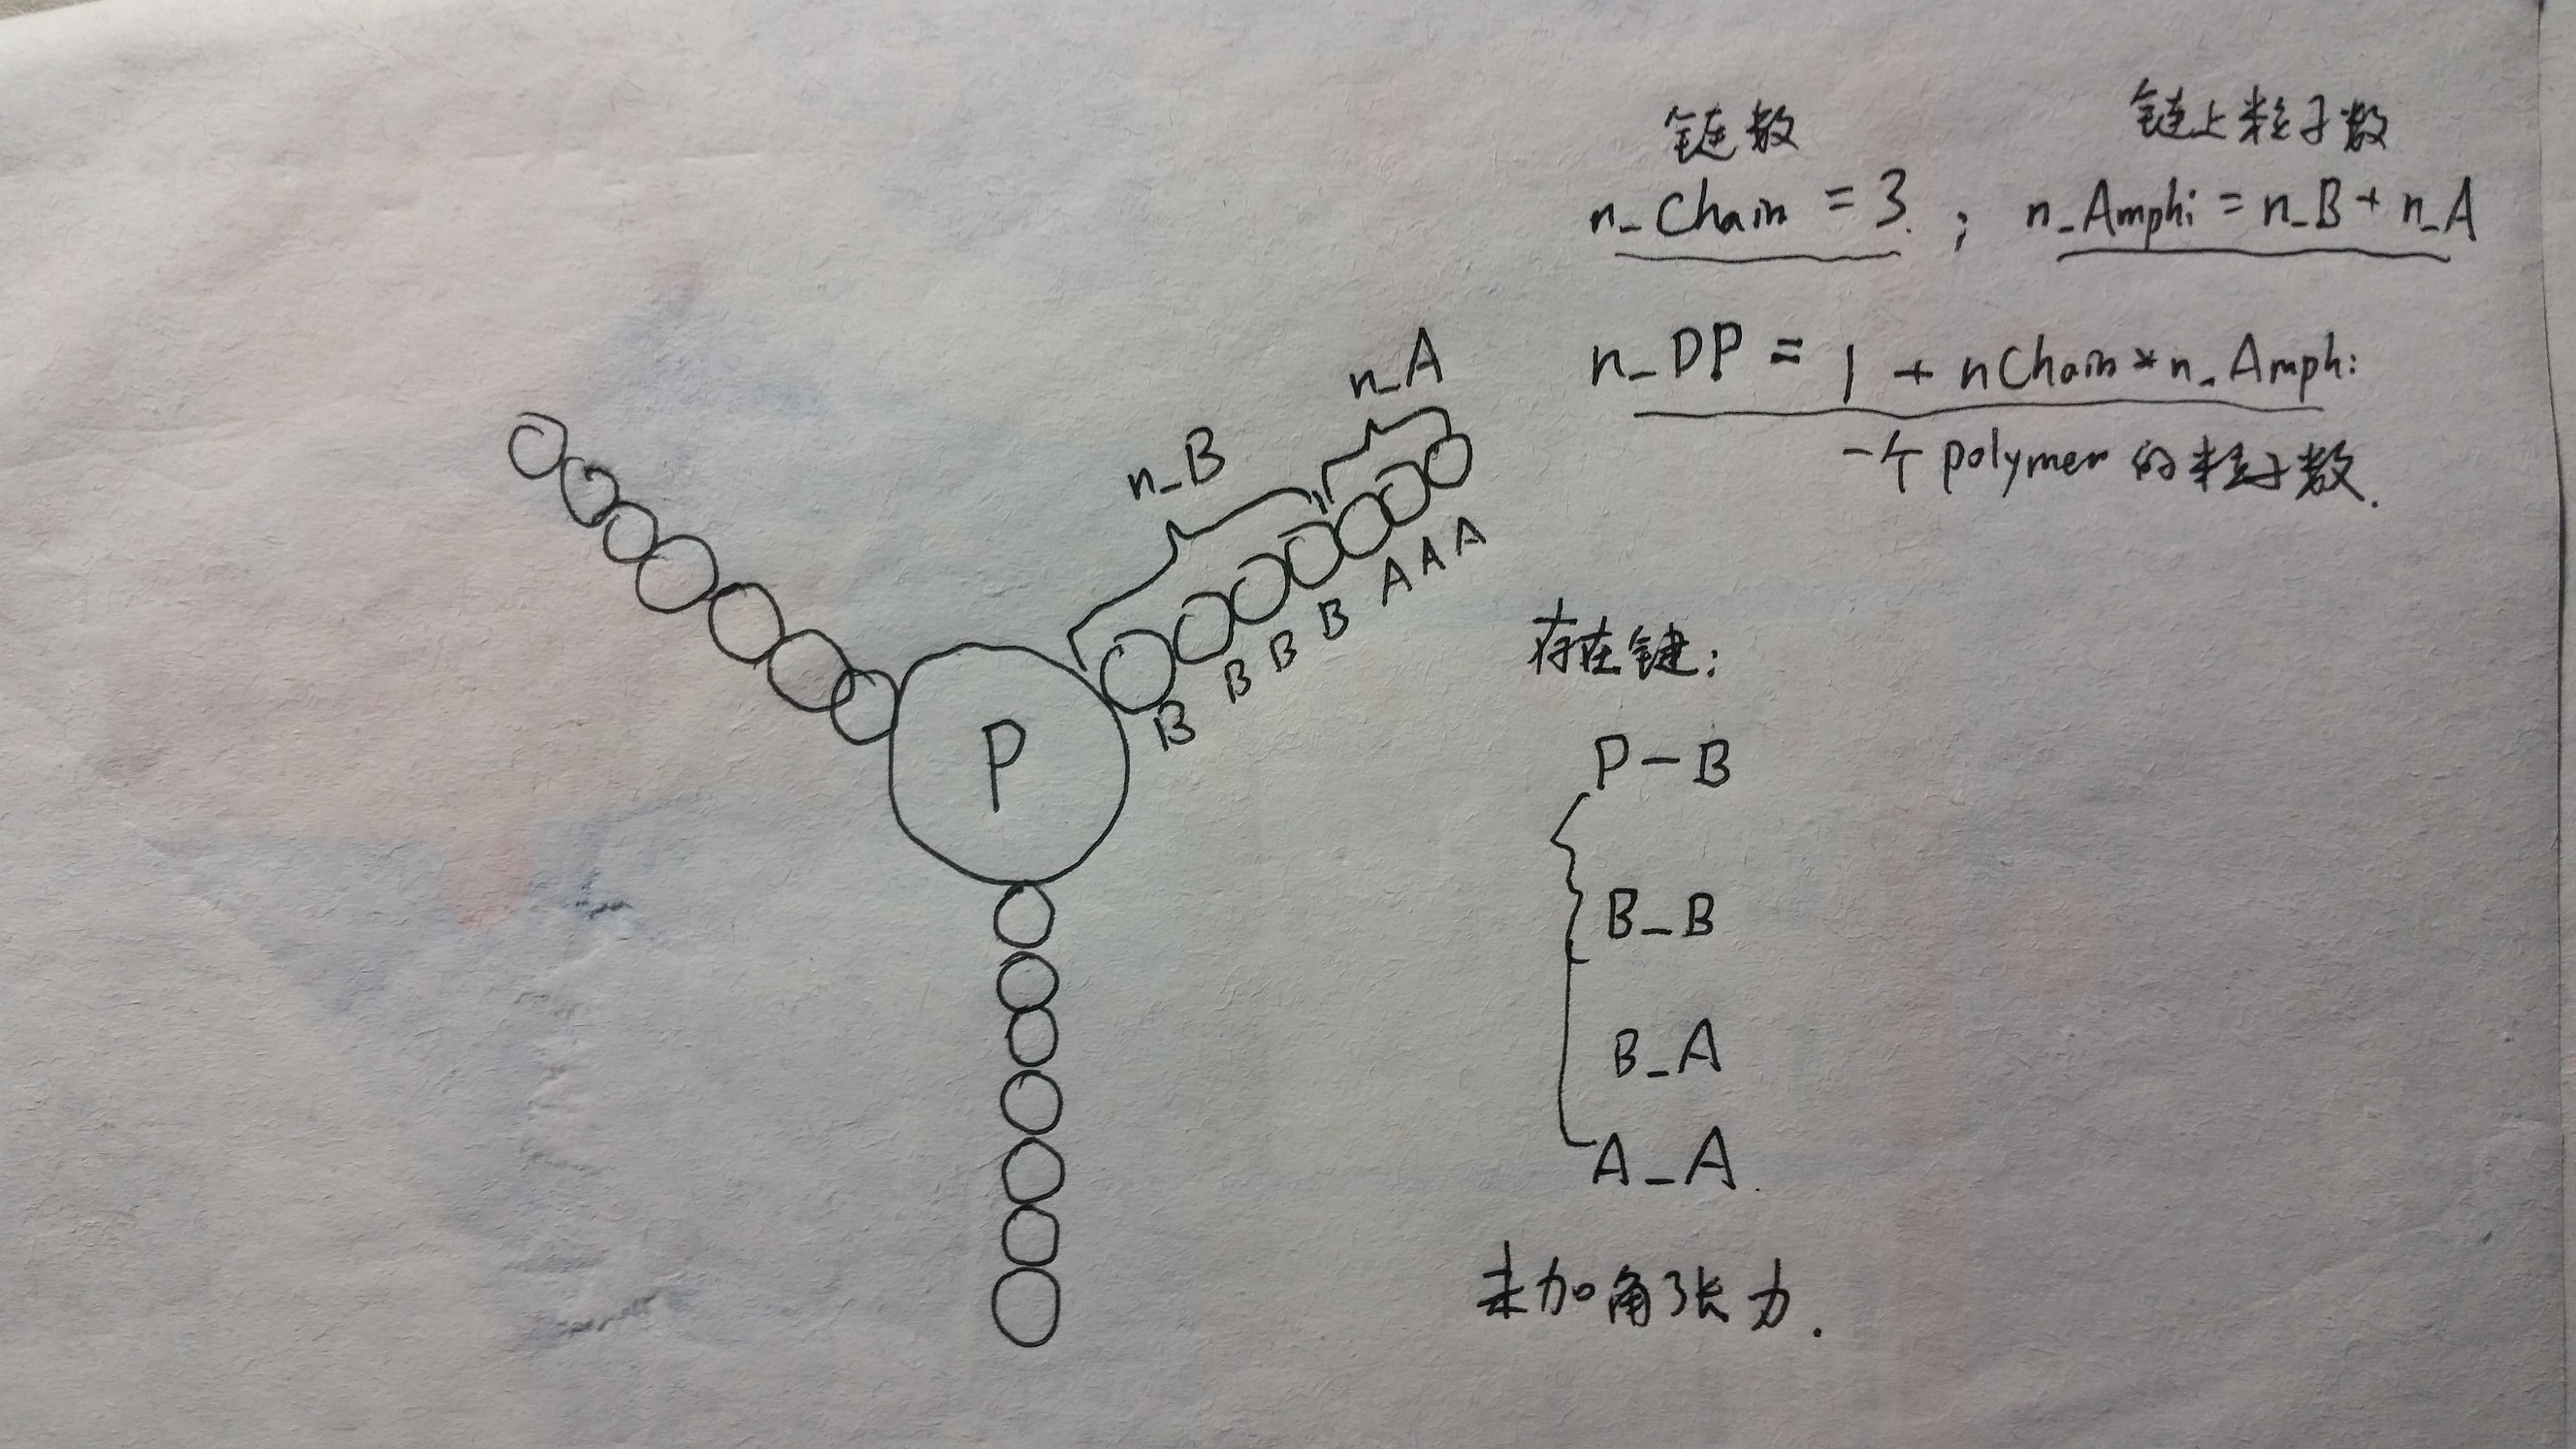 链数 链上粒子数
n_Chain = 3. ; n_Amphi = n_B + n_A
n_DP = 1 + nChain * n_Amphi
一个 polymer 的粒子数.
n_A
n_B
A A A
B B B B
P
存在键:
P-B
B_B
B_A
A_A.
未加角张力.